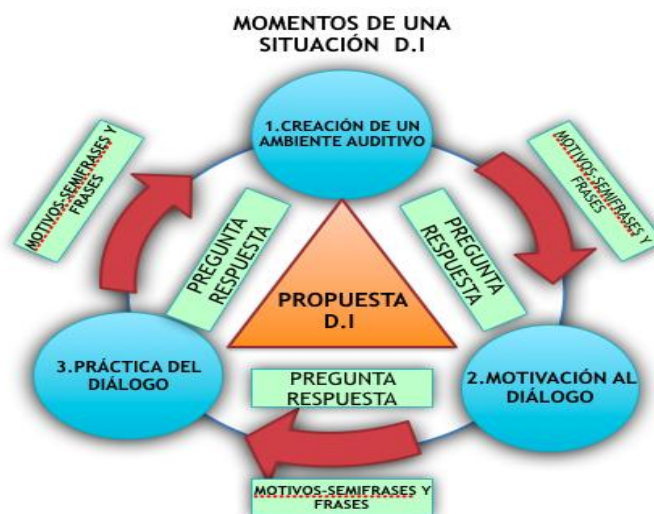 MOMENTOS DE UNA
SITUACIÓN D.I
1.CREACIÓN DE UN
AMBIENTE AUDITIVO
MOTIVOS-SEMIFRASES Y
FRASES
MOTIVOS-SEMIFRASES Y
FRASES
PREGUNTA
RESPUESTA
PREGUNTA
RESPUESTA
PROPUESTA
D.I
3.PRÁCTICA DEL
DIÁLOGO
2.MOTIVACIÓN AL
DIÁLOGO
PREGUNTA
RESPUESTA
MOTIVOS-SEMIFRASES Y
FRASES